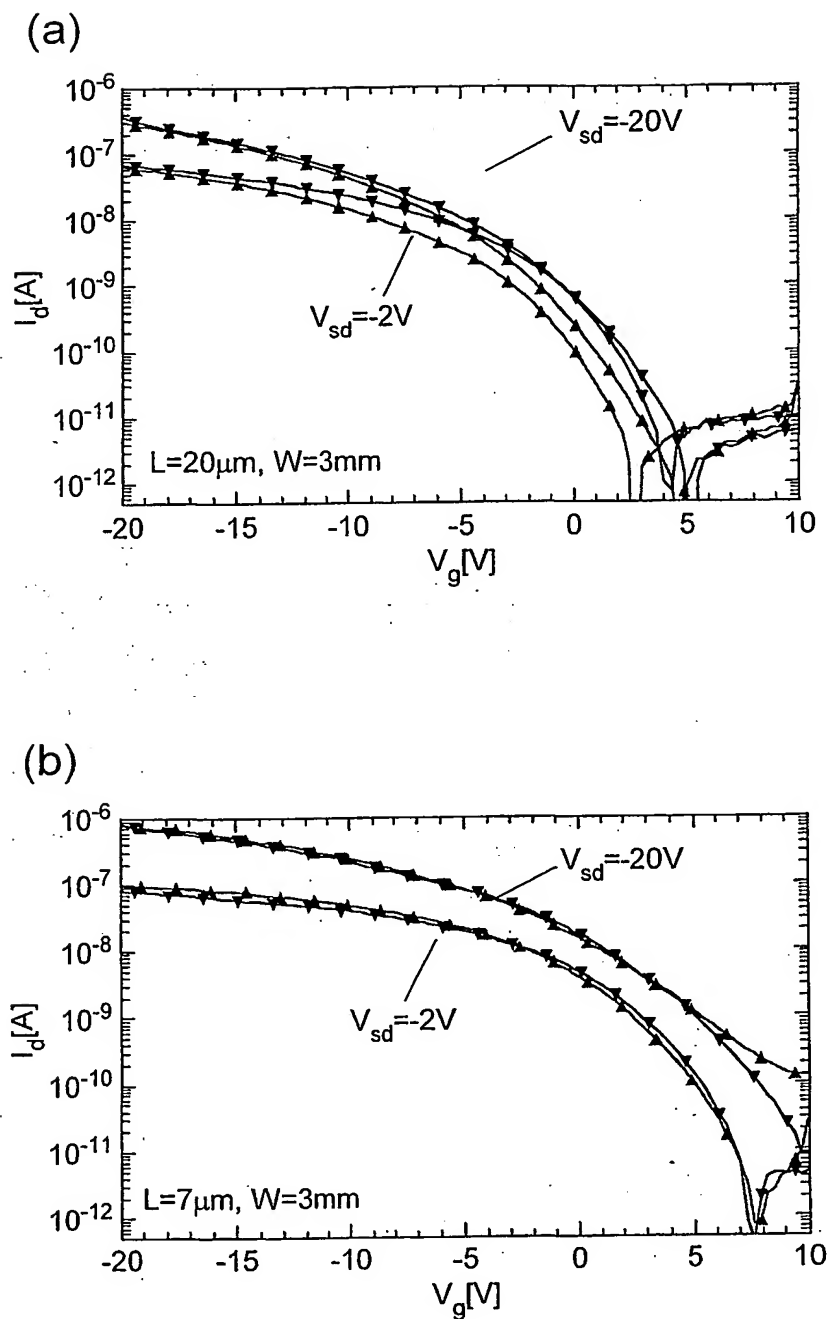 (a)
10^-6
10^-7
10^-8
10^-9
10^-10
10^-11
10^-12
I_d[A]
V_sd=-20V
V_sd=-2V
L=20μm, W=3mm
-20 -15 -10 -5 0 5 10
V_g[V]
(b)
10^-6
10^-7
10^-8
10^-9
10^-10
10^-11
10^-12
I_d[A]
V_sd=-20V
V_sd=-2V
L=7μm, W=3mm
-20 -15 -10 -5 0 5 10
V_g[V]